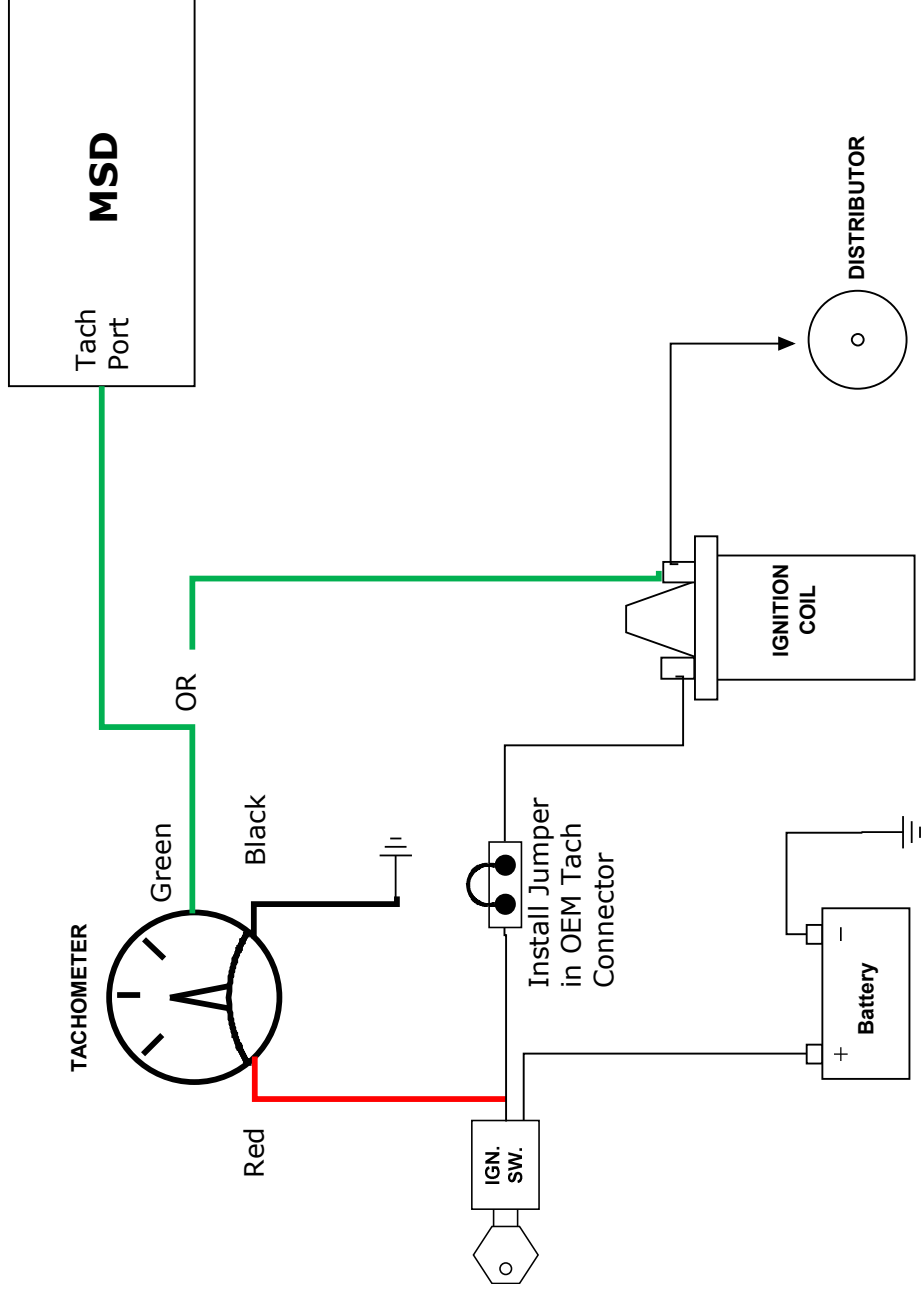 TACHOMETER
Red
Green
Black
OR
Tach
Port
MSD
IGN.
SW.
Install Jumper
in OEM Tach
Connector
+
Battery
–
IGNITION
COIL
DISTRIBUTOR